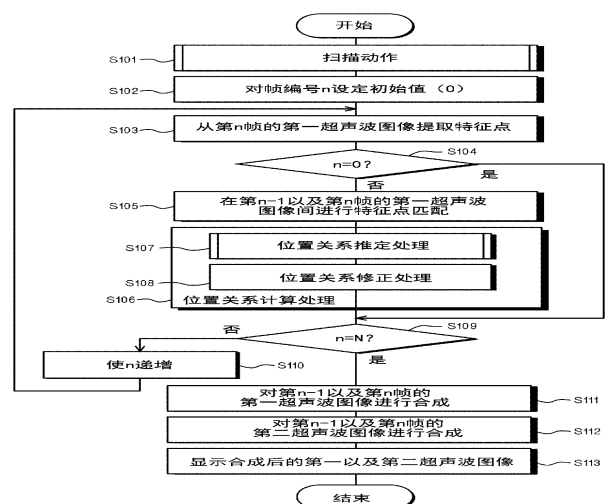 开始
S101
扫描动作
S102
对帧编号n设定初始值（0）
S103
从第n帧的第一超声波图像提取特征点
S104
n=0?
是
否
S105
在第n-1以及第n帧的第一超声波
图像间进行特征点匹配
S107
位置关系推定处理
S108
位置关系修正处理
S106
位置关系计算处理
S109
否
n=N?
是
使n递增
S110
对第n-1以及第n帧的
第一超声波图像进行合成
S111
对第n-1以及第n帧的
第二超声波图像进行合成
S112
显示合成后的第一以及第二超声波图像
S113
结束